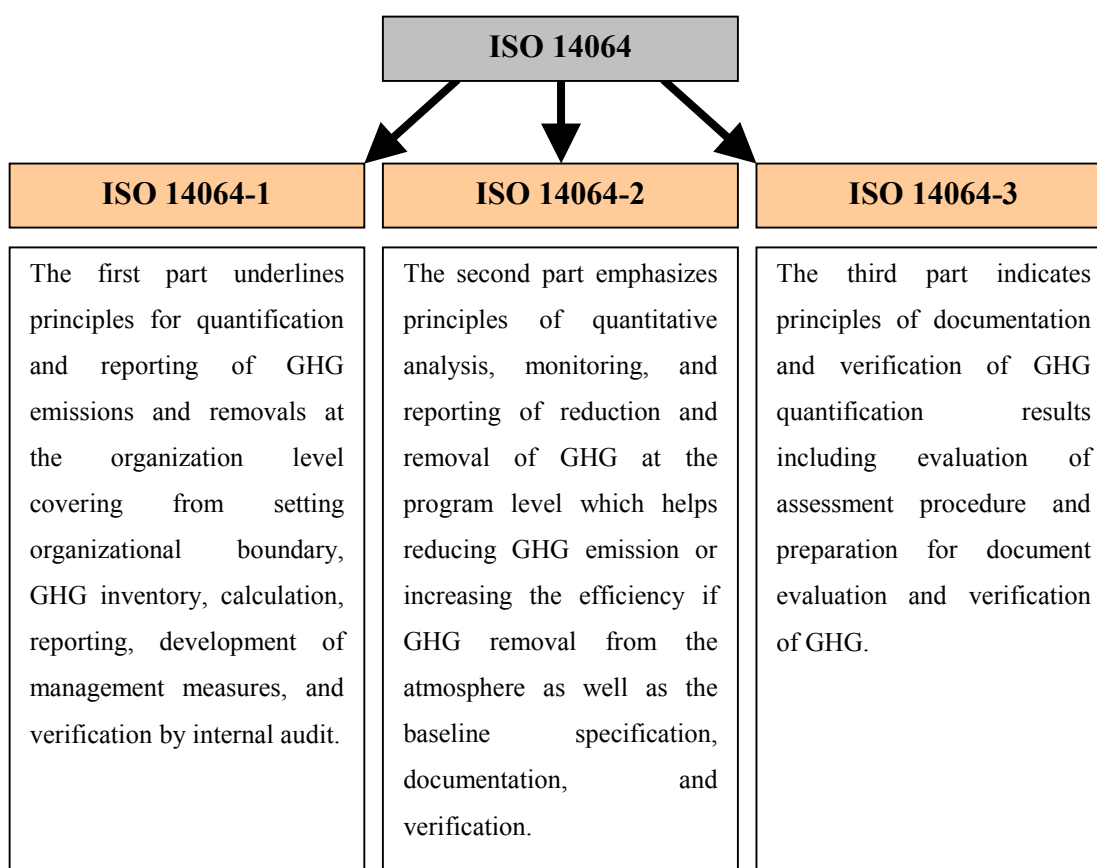 ISO 14064
ISO 14064-1
ISO 14064-2
ISO 14064-3
The first part underlines
principles for quantification
and reporting of GHG
emissions and removals at
the organization level
covering from setting
organizational boundary,
GHG inventory, calculation,
reporting, development of
management measures, and
verification by internal audit.
The second part emphasizes
principles of quantitative
analysis, monitoring, and
reporting of reduction and
removal of GHG at the
program level which helps
reducing GHG emission or
increasing the efficiency if
GHG removal from the
atmosphere as well as the
baseline specification,
documentation, and
verification.
The third part indicates
principles of documentation
and verification of GHG
quantification results
including evaluation of
assessment procedure and
preparation for document
evaluation and verification
of GHG.